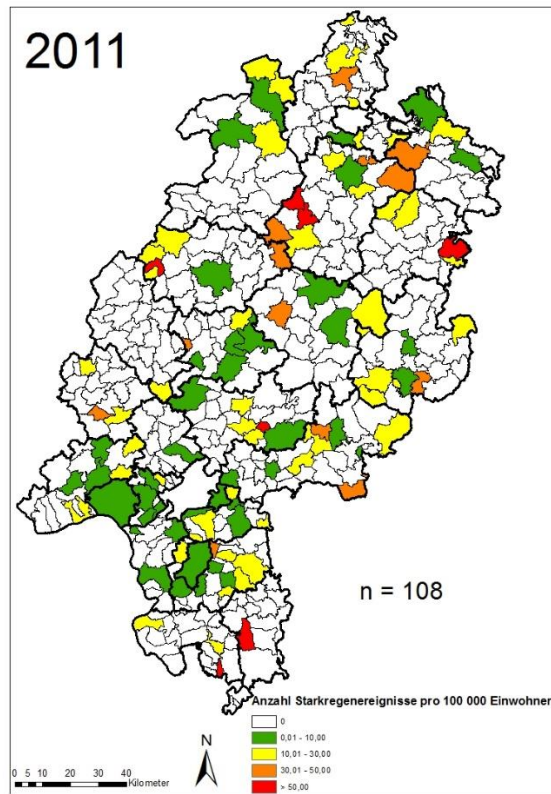 2011
n = 108
Anzahl Starkregenereignisse pro 100 000 Einwohner
0
0,01 - 10,00
10,01 - 30,00
30,01 - 50,00
> 50,00
N
0 5 10 20 30 40
Kilometer